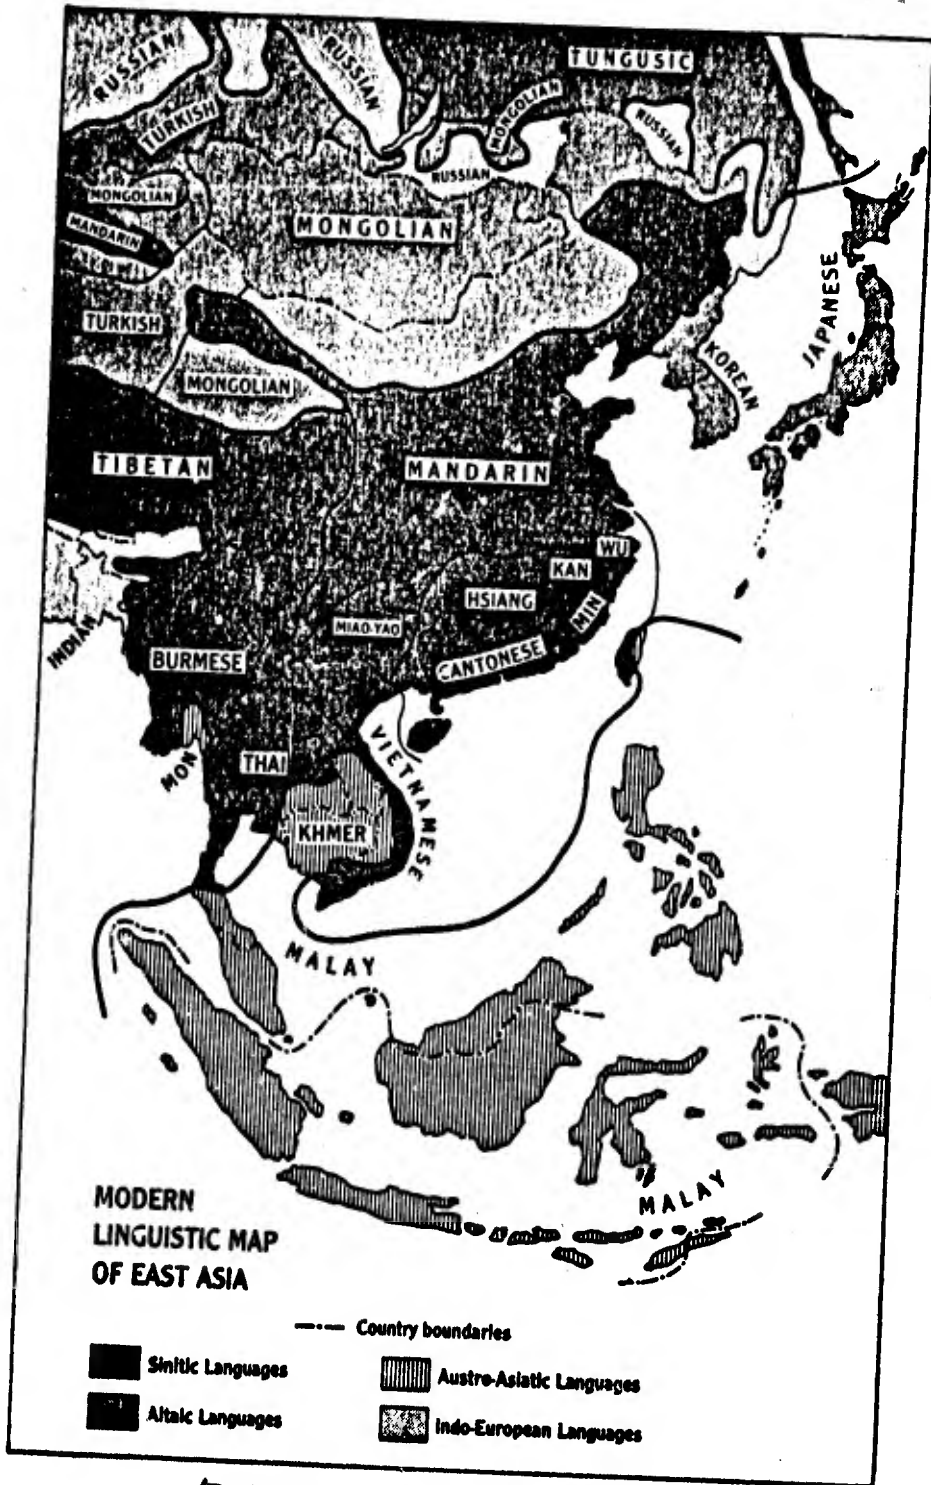 RUSSIAN
RUSSIAN
TUNGUSIC
TURKISH
MONGOLIAN
RUSSIAN
RUSSIAN
MONGOLIAN
MANDARIN
MONGOLIAN
TURKISH
MONGOLIAN
KOREAN
JAPANESE
TIBETAN
MANDARIN
WU
KAN
HSIANG
MIN
MIAO-YAO
CANTONESE
INDIAN
BURMESE
MON
THAI
VIETNAMESE
KHMER
MALAY
MALAY
MODERN
LINGUISTIC MAP
OF EAST ASIA
Country boundaries
Sinitic Languages
Austro-Asiatic Languages
Altaic Languages
Indo-European Languages